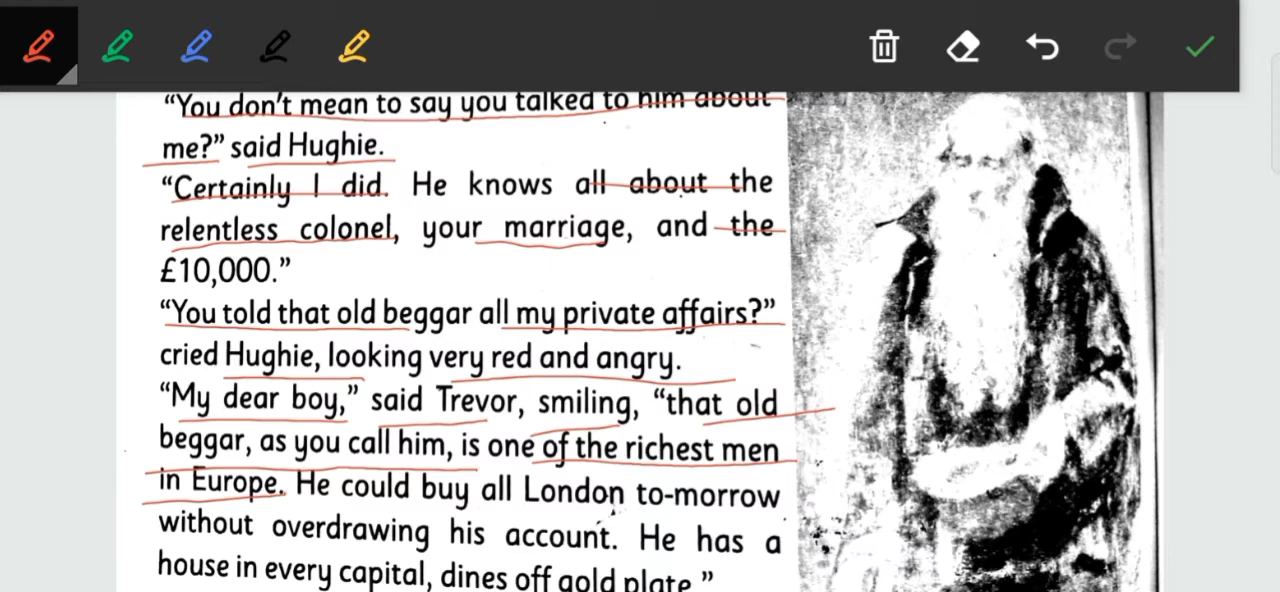 “You don’t mean to say you talked to him about
me?” said Hughie.
“Certainly I did. He knows all about the
relentless colonel, your marriage, and the
£10,000.”
“You told that old beggar all my private affairs?”
cried Hughie, looking very red and angry.
“My dear boy,” said Trevor, smiling, “that old
beggar, as you call him, is one of the richest men
in Europe. He could buy all London to-morrow
without overdrawing his account. He has a
house in every capital, dines off gold plate.”